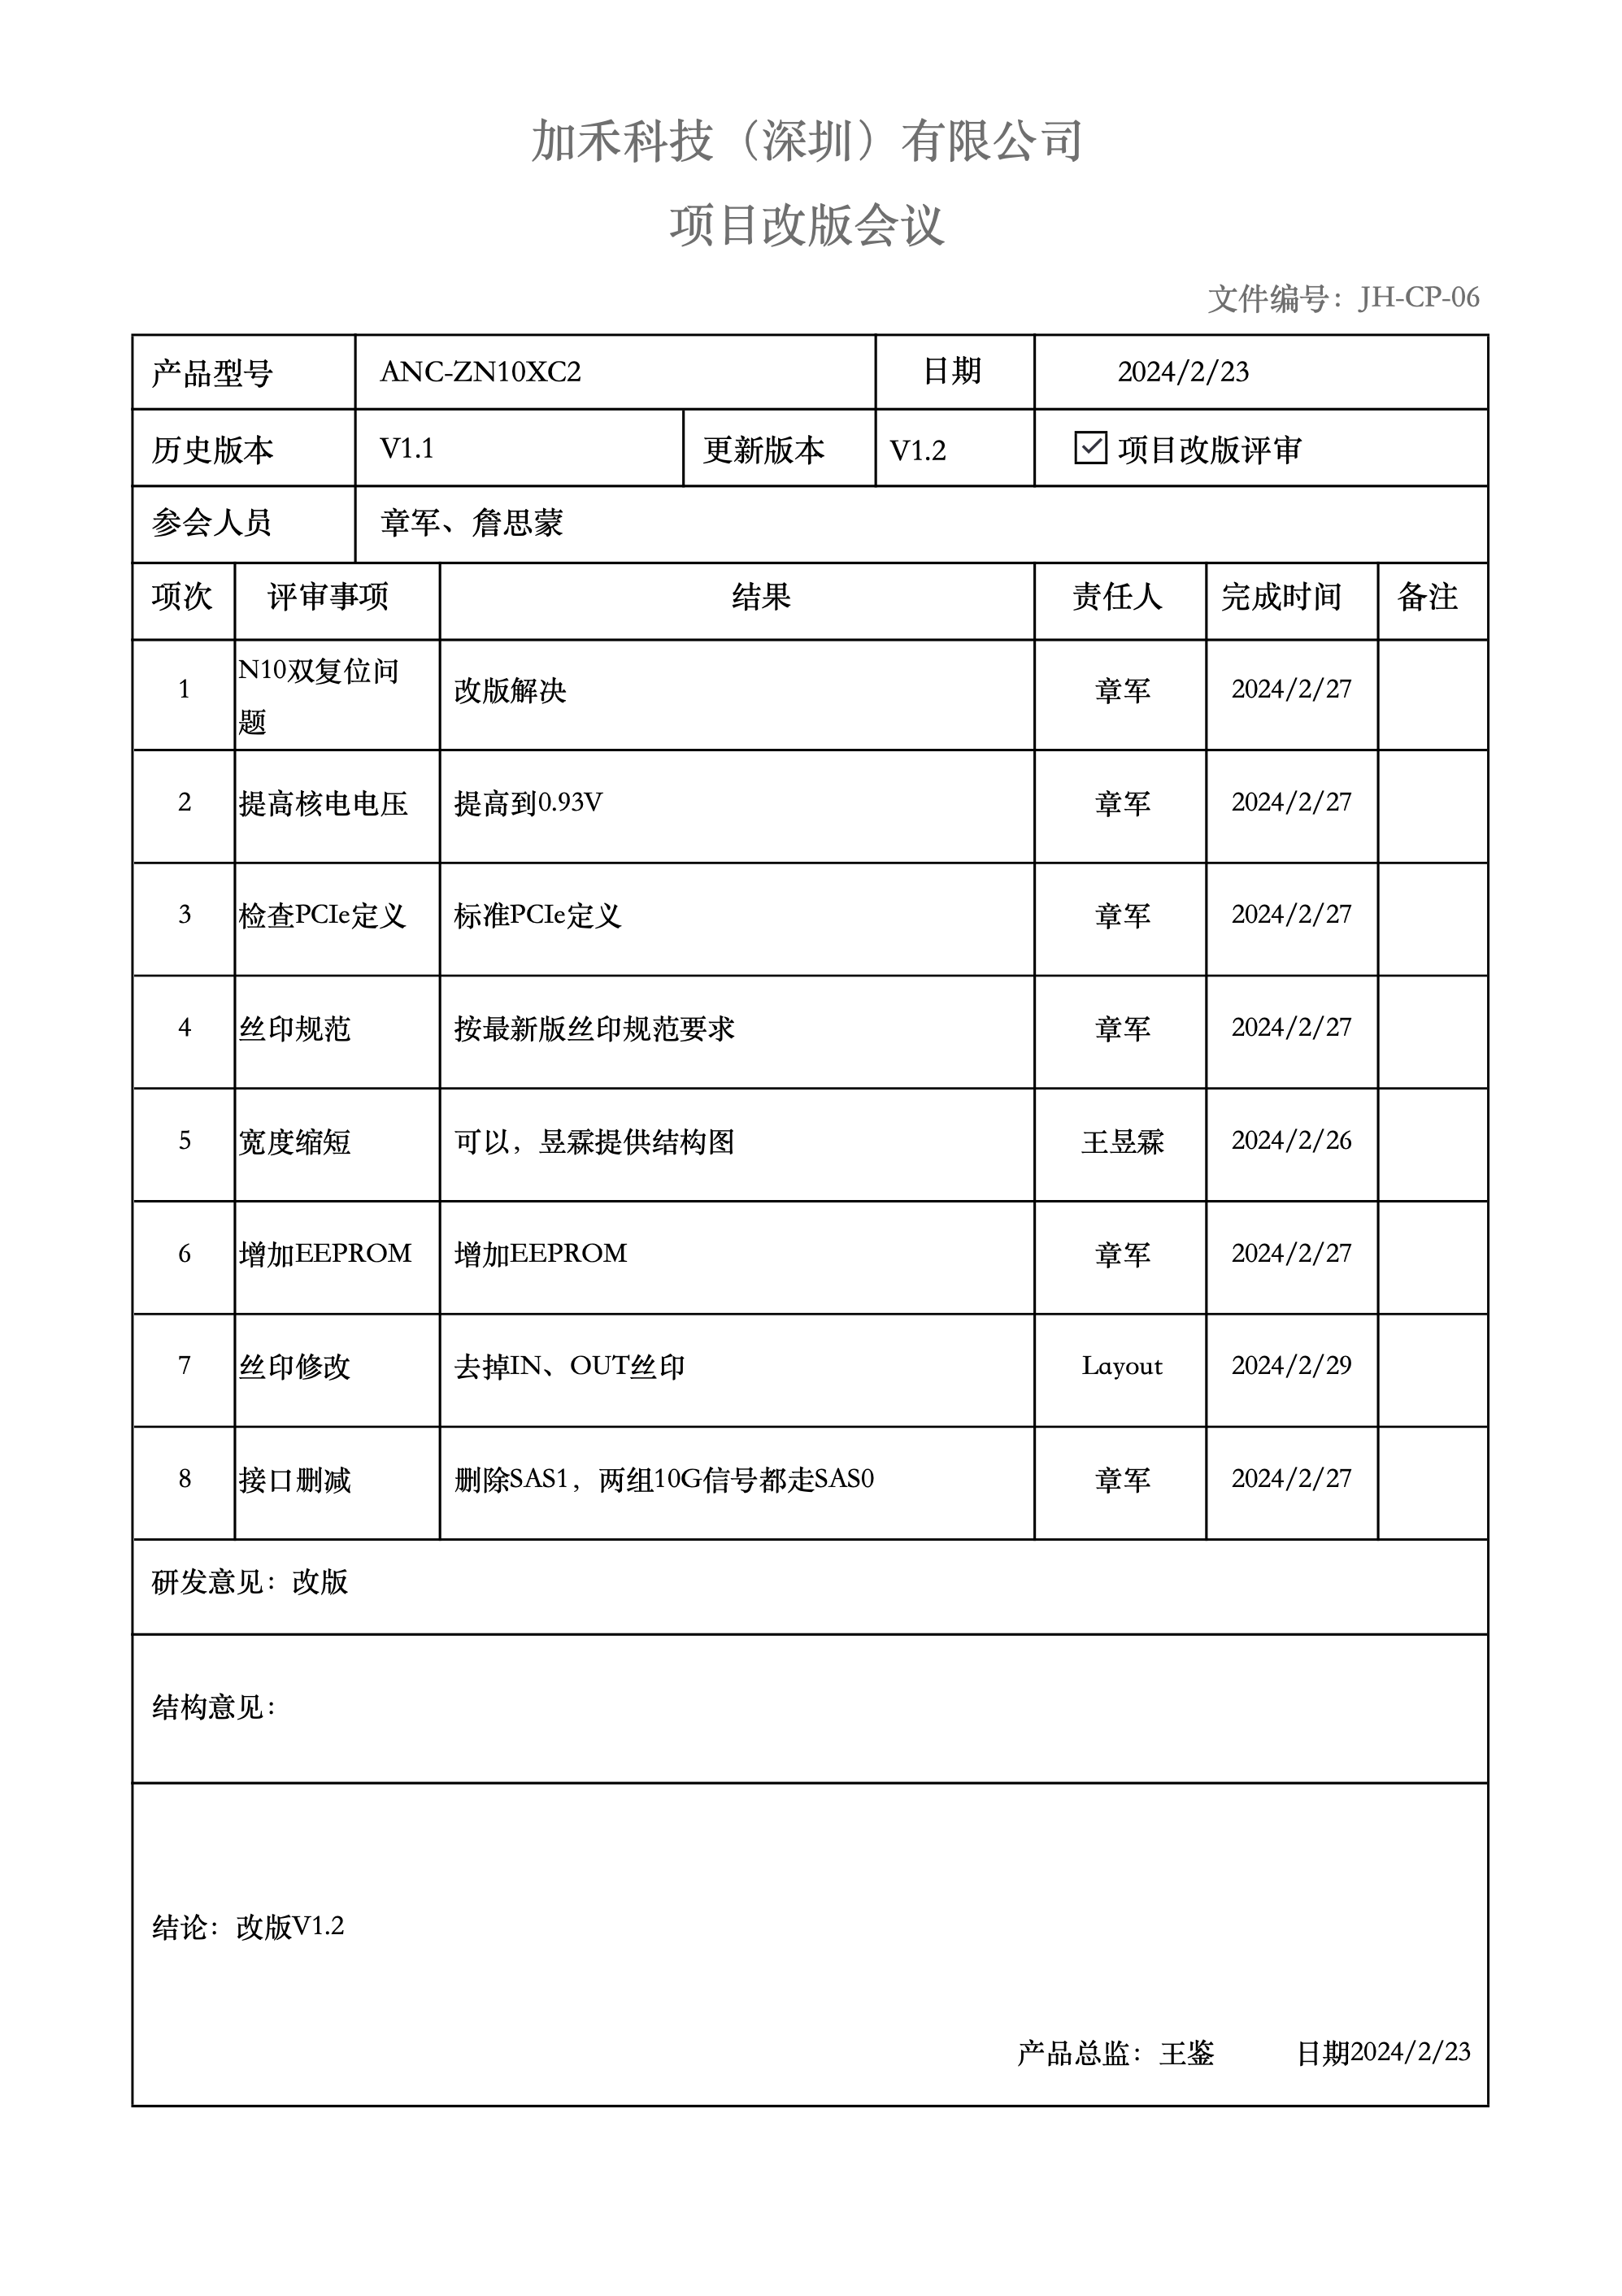 加禾科技（深圳）有限公司
项目改版会议
文件编号：JH-CP-06
产品型号 ANC-ZN10XC2 日期 2024/2/23
历史版本 V1.1 更新版本 V1.2 ☑ 项目改版评审
参会人员 章军、詹思蒙
项次 评审事项 结果 责任人 完成时间 备注
1 N10双复位问
题 改版解决 章军 2024/2/27
2 提高核电电压 提高到0.93V 章军 2024/2/27
3 检查PCIe定义 标准PCIe定义 章军 2024/2/27
4 丝印规范 按最新版丝印规范要求 章军 2024/2/27
5 宽度缩短 可以，昱霖提供结构图 王昱霖 2024/2/26
6 增加EEPROM 增加EEPROM 章军 2024/2/27
7 丝印修改 去掉IN、OUT丝印 Layout 2024/2/29
8 接口删减 删除SAS1，两组10G信号都走SAS0 章军 2024/2/27
研发意见：改版
结构意见：
结论：改版V1.2
产品总监：王鉴 日期2024/2/23